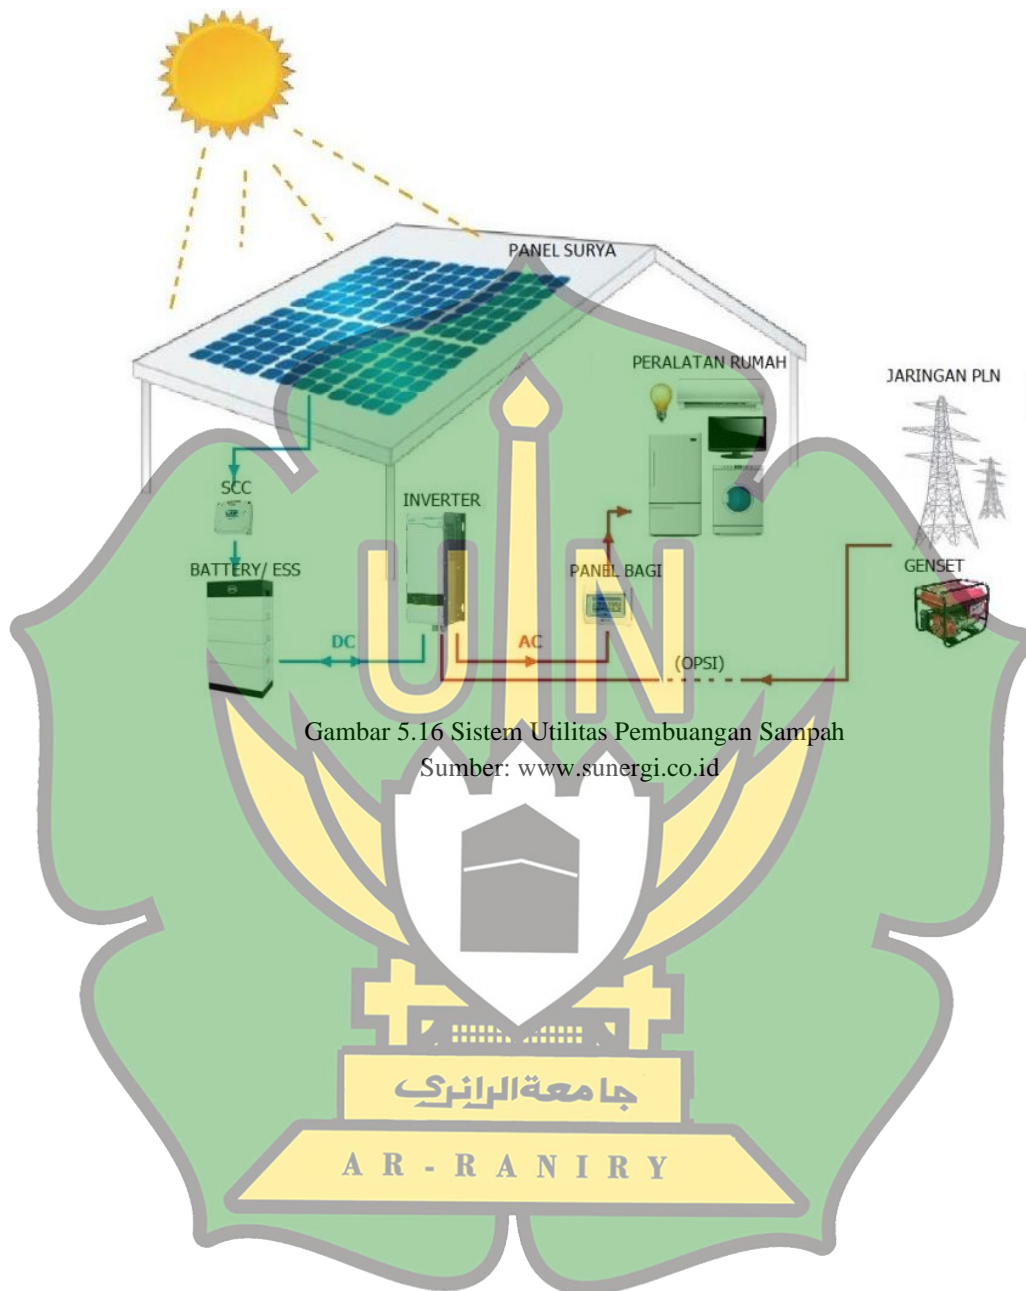 PANEL SURYA
PERALATAN RUMAH
JARINGAN PLN
SCC
INVERTER
BATTERY/ ESS
PANEL BAGI
GENSET
DC
AC
(OPSI)
UIN
Gambar 5.16 Sistem Utilitas Pembuangan Sampah
Sumber: www.sunergi.co.id
جامعة الرانري
AR-RANIRY